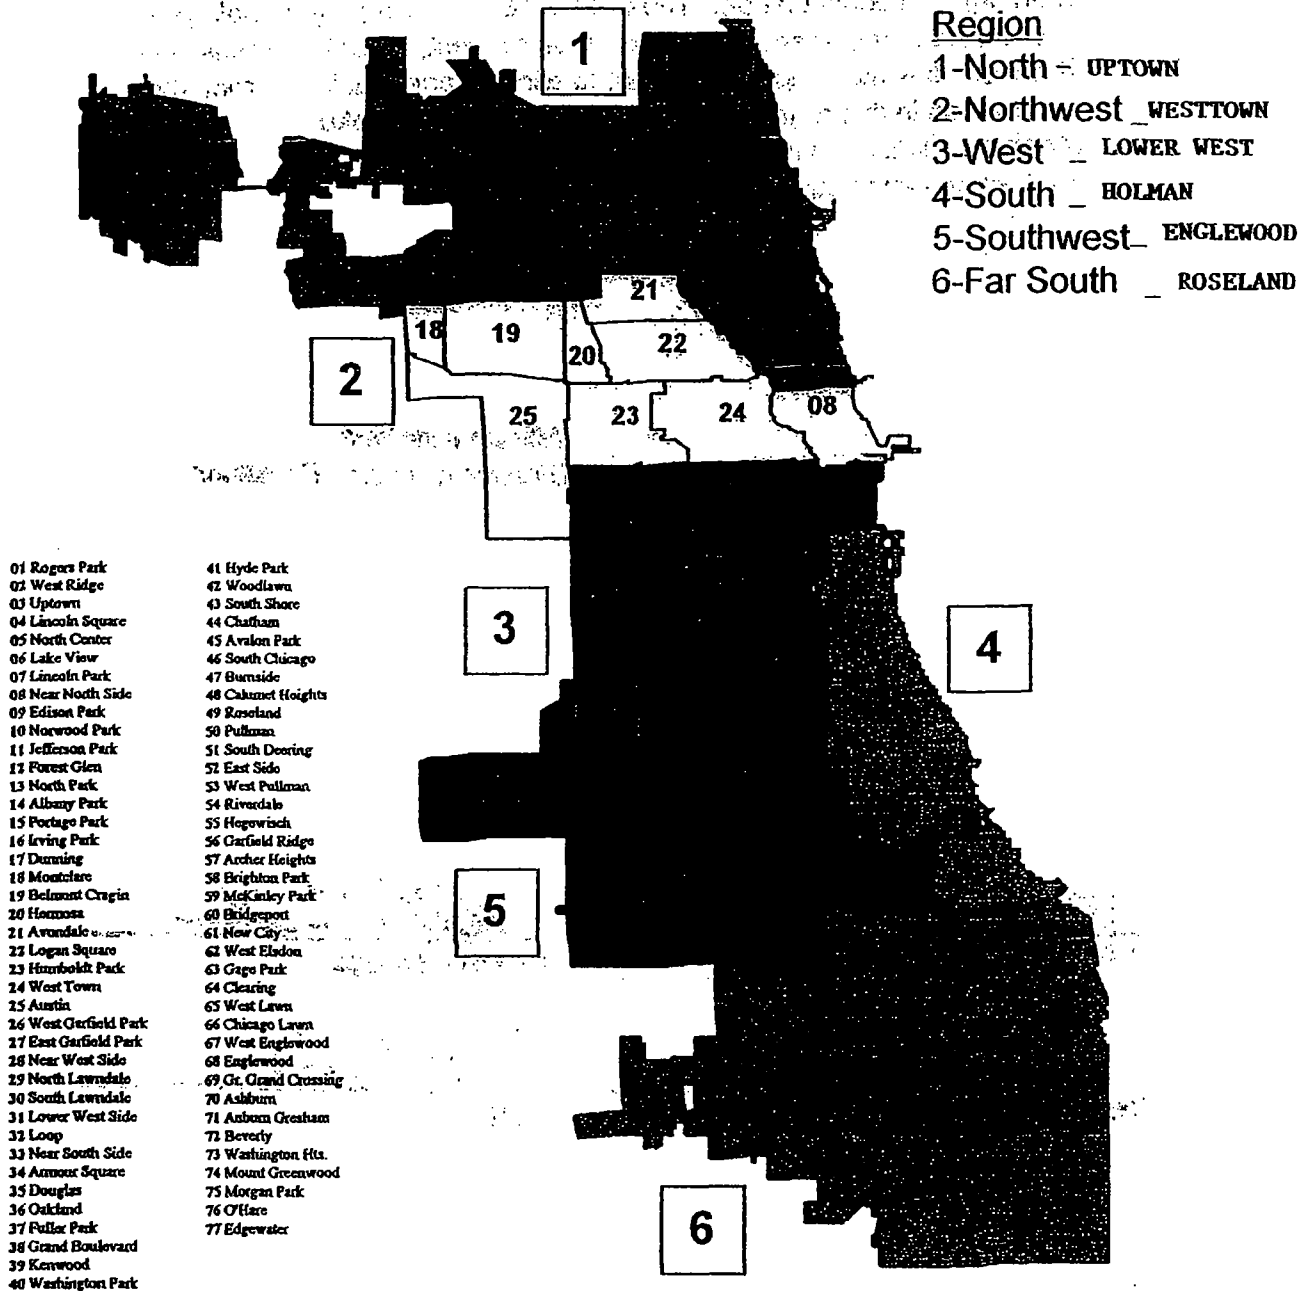 Region
1-North - UPTOWN
2-Northwest _ WESTTOWN
3-West _ LOWER WEST
4-South _ HOLMAN
5-Southwest_ ENGLEWOOD
6-Far South _ ROSELAND
1
21
18
19
20
22
2
25
23
24
08
3
4
5
6
01 Rogers Park
02 West Ridge
03 Uptown
04 Lincoln Square
05 North Center
06 Lake View
07 Lincoln Park
08 Near North Side
09 Edison Park
10 Norwood Park
11 Jefferson Park
12 Forest Glen
13 North Park
14 Albany Park
15 Portage Park
16 Irving Park
17 Dunning
18 Montclare
19 Belmont Cragin
20 Hermosa
21 Avondale
22 Logan Square
23 Humboldt Park
24 West Town
25 Austin
26 West Garfield Park
27 East Garfield Park
28 Near West Side
29 North Lawndale
30 South Lawndale
31 Lower West Side
32 Loop
33 Near South Side
34 Armour Square
35 Douglas
36 Oakland
37 Fuller Park
38 Grand Boulevard
39 Kenwood
40 Washington Park
41 Hyde Park
42 Woodlawn
43 South Shore
44 Chatham
45 Avalon Park
46 South Chicago
47 Burnside
48 Calumet Heights
49 Roseland
50 Pullman
51 South Deering
52 East Side
53 West Pullman
54 Riverdale
55 Hegewisch
56 Garfield Ridge
57 Archer Heights
58 Brighton Park
59 McKinley Park
60 Bridgeport
61 New City
62 West Elsdon
63 Gage Park
64 Clearing
65 West Lawn
66 Chicago Lawn
67 West Englewood
68 Englewood
69 Gr. Grand Crossing
70 Ashburn
71 Auburn Gresham
72 Beverly
73 Washington Hts.
74 Mount Greenwood
75 Morgan Park
76 O'Hare
77 Edgewater